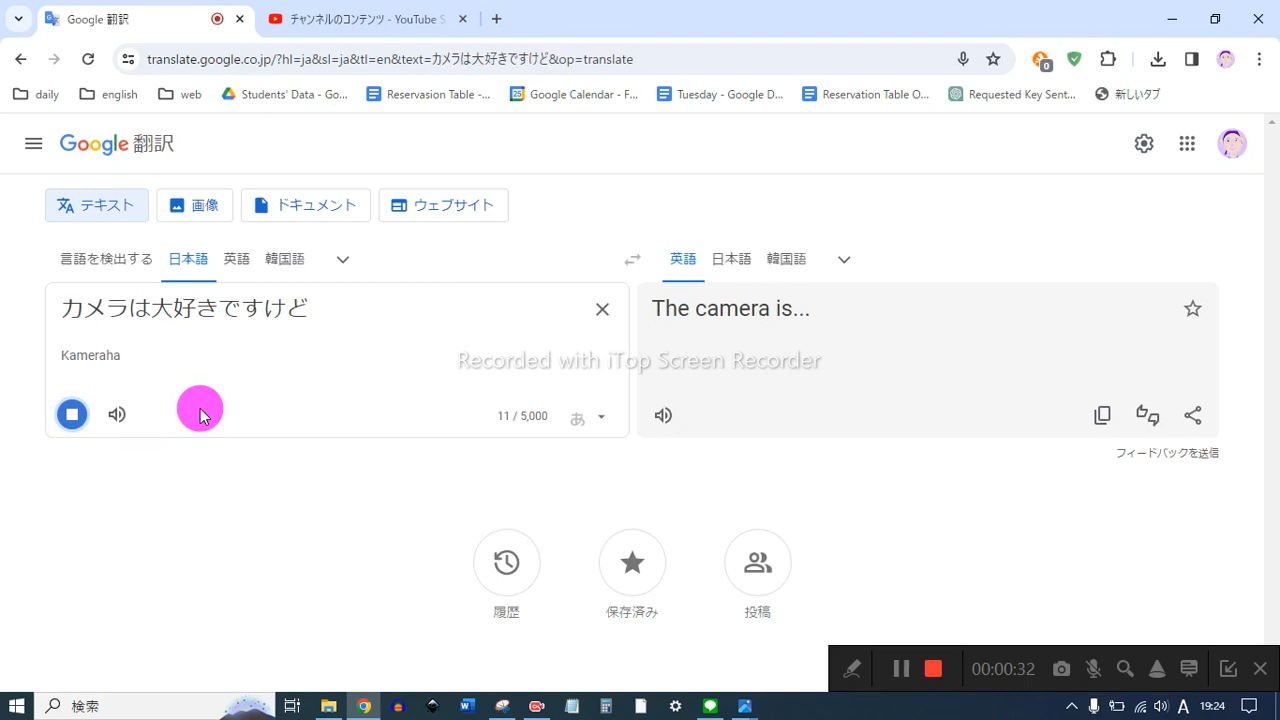 Google 翻訳
チャンネルのコンテンツ - YouTube S
translate.google.co.jp/?hl=ja&sl=ja&tl=en&text=カメラは大好きですけど&op=translate
0
daily
english
web
Students' Data - Go...
Reservasion Table -...
Google Calendar - F...
Tuesday - Google D...
Reservation Table O...
Requested Key Sent...
新しいタブ
Google 翻訳
テキスト
画像
ドキュメント
ウェブサイト
言語を検出する
日本語
英語
韓国語
英語
日本語
韓国語
カメラは大好きですけど
The camera is...
Kameraha
Recorded with iTop Screen Recorder
11 / 5,000
あ
フィードバックを送信
履歴
保存済み
投稿
00:00:32
検索
A
19:24